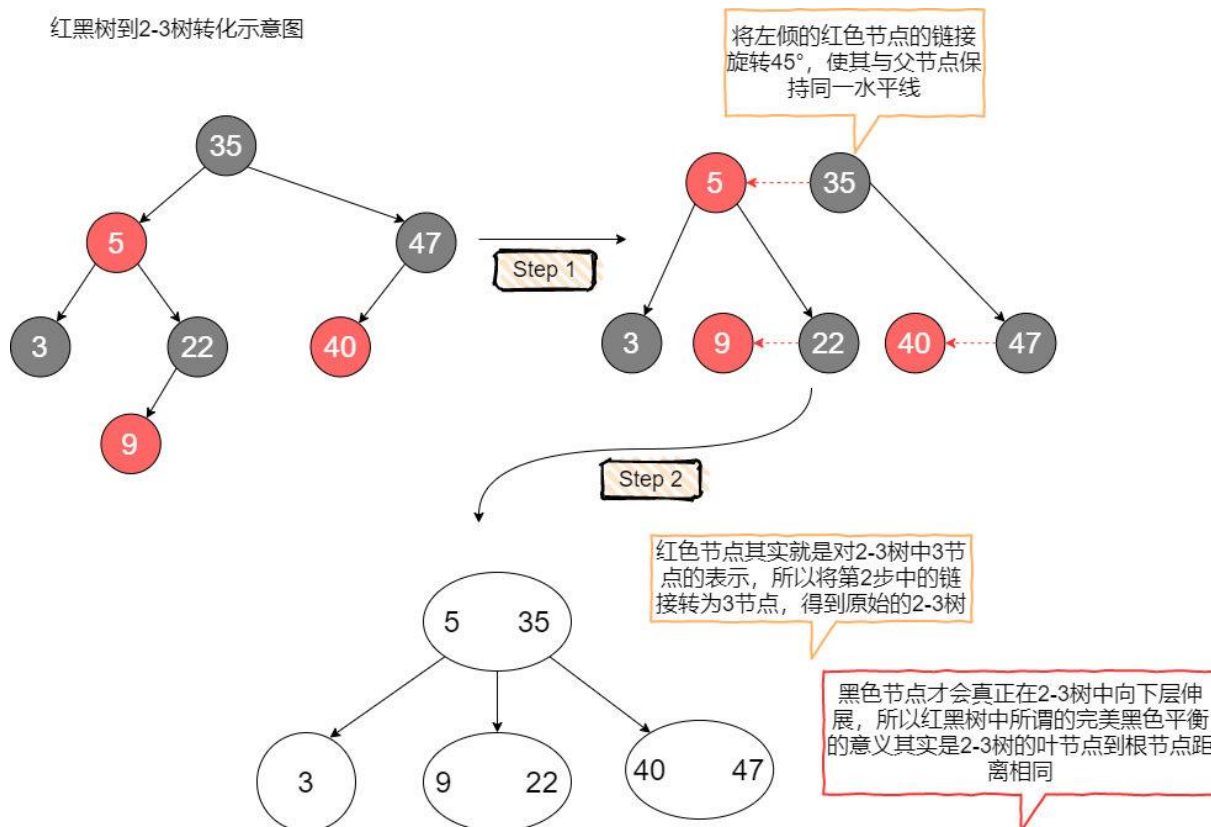 红黑树到2-3树转化示意图
将左倾的红色节点的链接
旋转45°，使其与父节点保
持同一水平线
35
5
47
3
22
40
9
Step 1
5
35
3
9
22
40
47
Step 2
红色节点其实就是对2-3树中3节
点的表示，所以将第2步中的链
接转为3节点，得到原始的2-3树
5 35
3
9 22
40 47
黑色节点才会真正在2-3树中向下层伸
展，所以红黑树中所谓的完美黑色平衡
的意义其实是2-3树的叶节点到根节点距
离相同